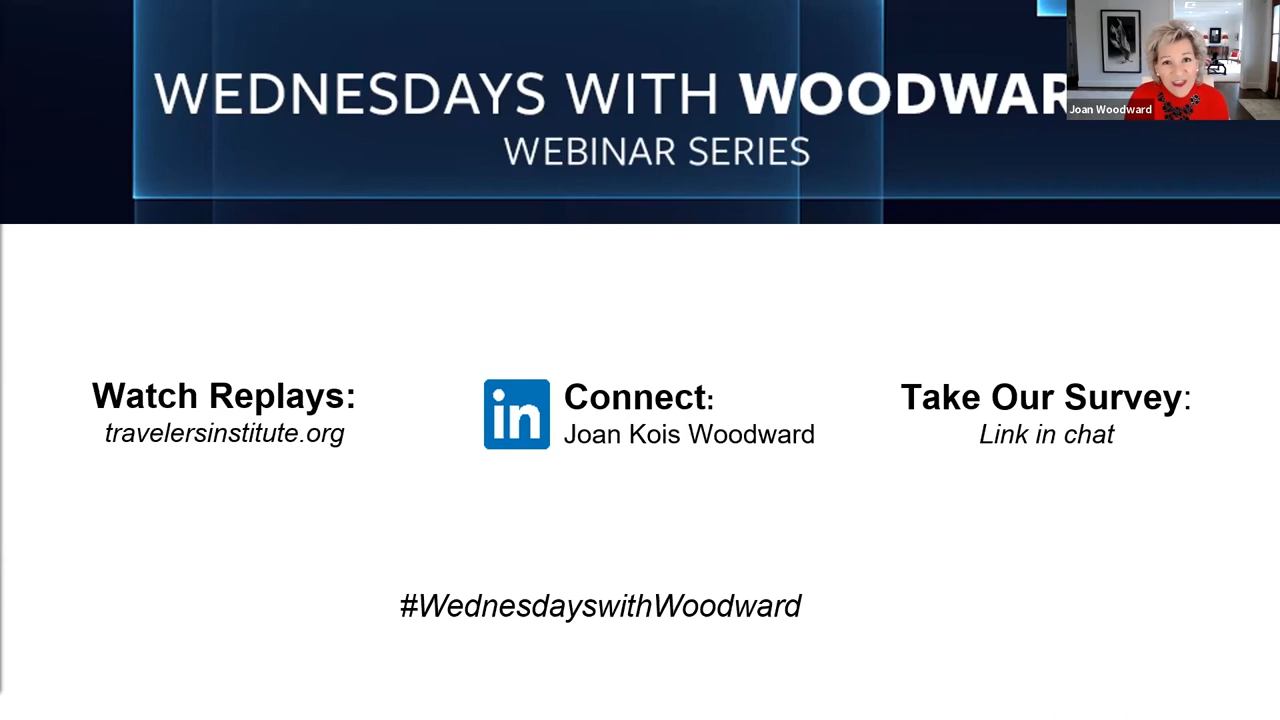 WEDNESDAYS WITH WOODWAR
WEBINAR SERIES
Joan Woodward
Watch Replays:
travelersinstitute.org
in
Connect:
Joan Kois Woodward
Take Our Survey:
Link in chat
#WednesdayswithWoodward